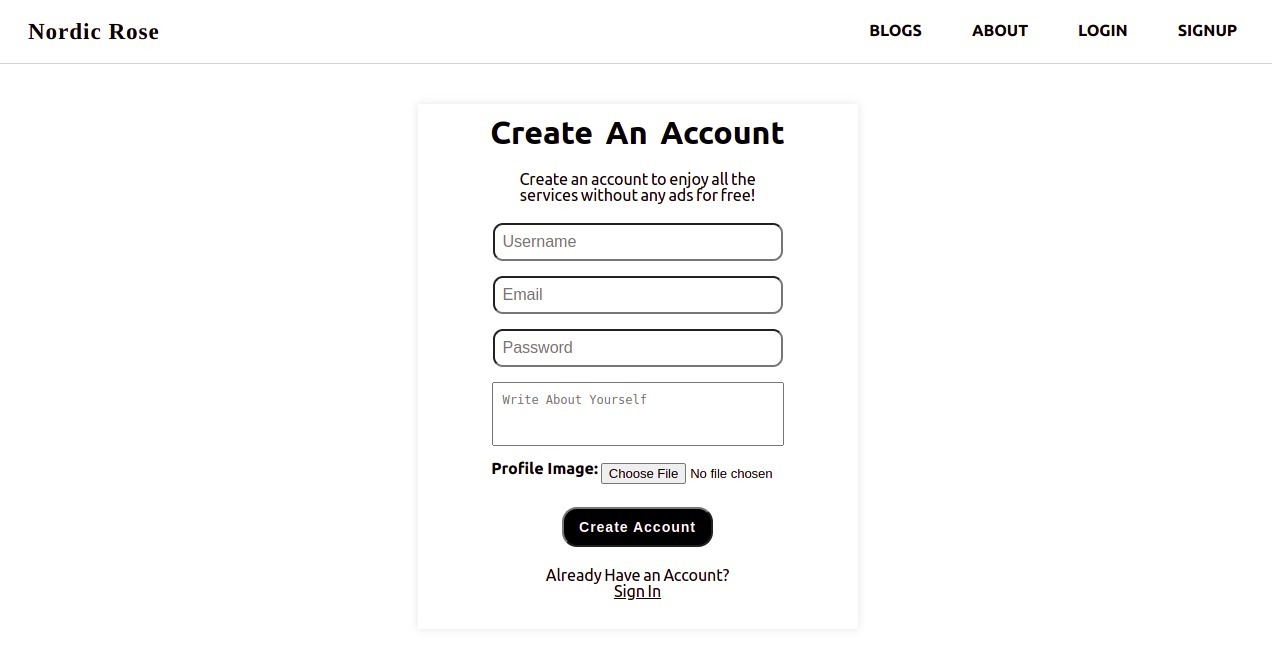 Nordic Rose
BLOGS ABOUT LOGIN SIGNUP
Create An Account
Create an account to enjoy all the
services without any ads for free!
Username
Email
Password
Write About Yourself
Profile Image: Choose File No file chosen
Create Account
Already Have an Account?
Sign In